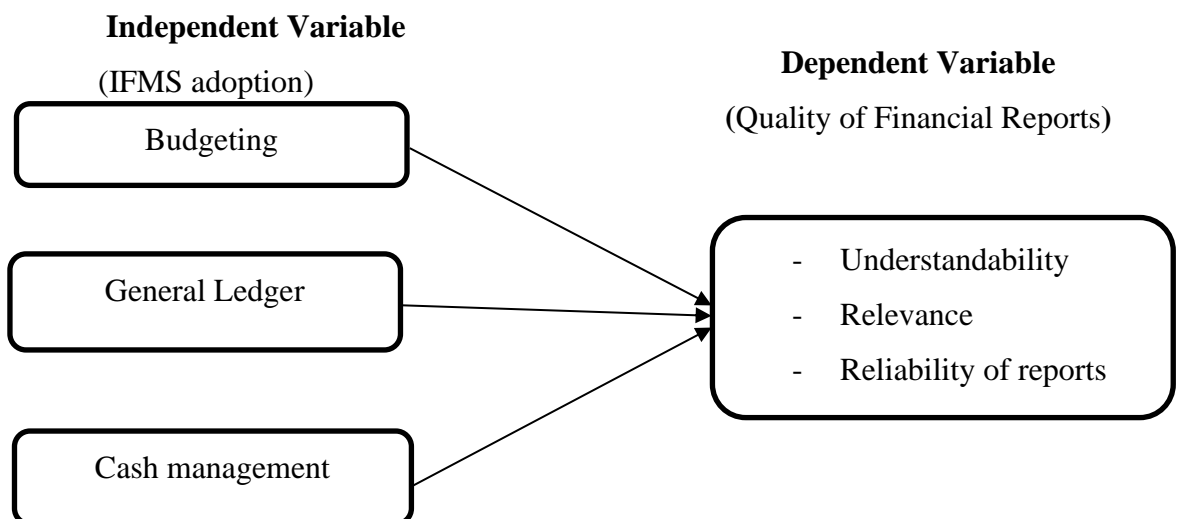 Independent Variable
(IFMS adoption)
Budgeting
General Ledger
Cash management
Dependent Variable
(Quality of Financial Reports)
- Understandability
- Relevance
- Reliability of reports